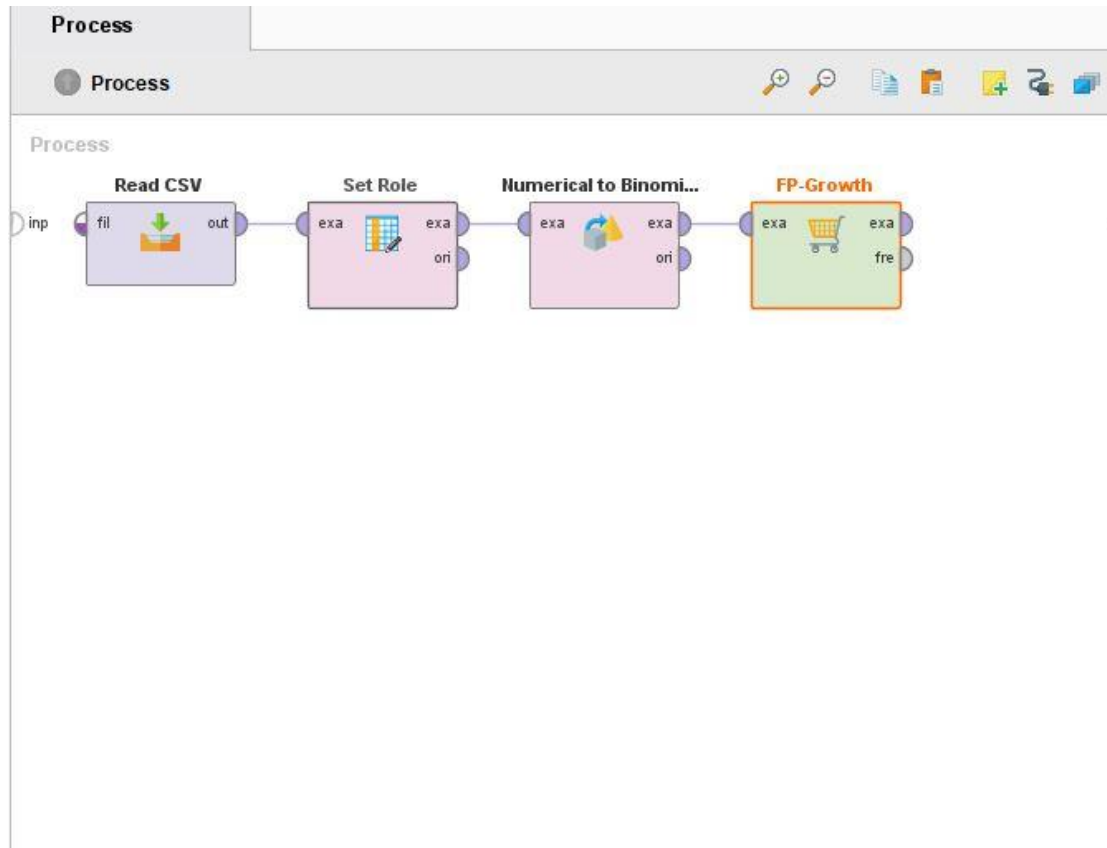 Process
Process
Process
Read CSV Set Role Numerical to Binomi... FP-Growth
inp fil out exa exa exa exa exa exa
ori ori fre